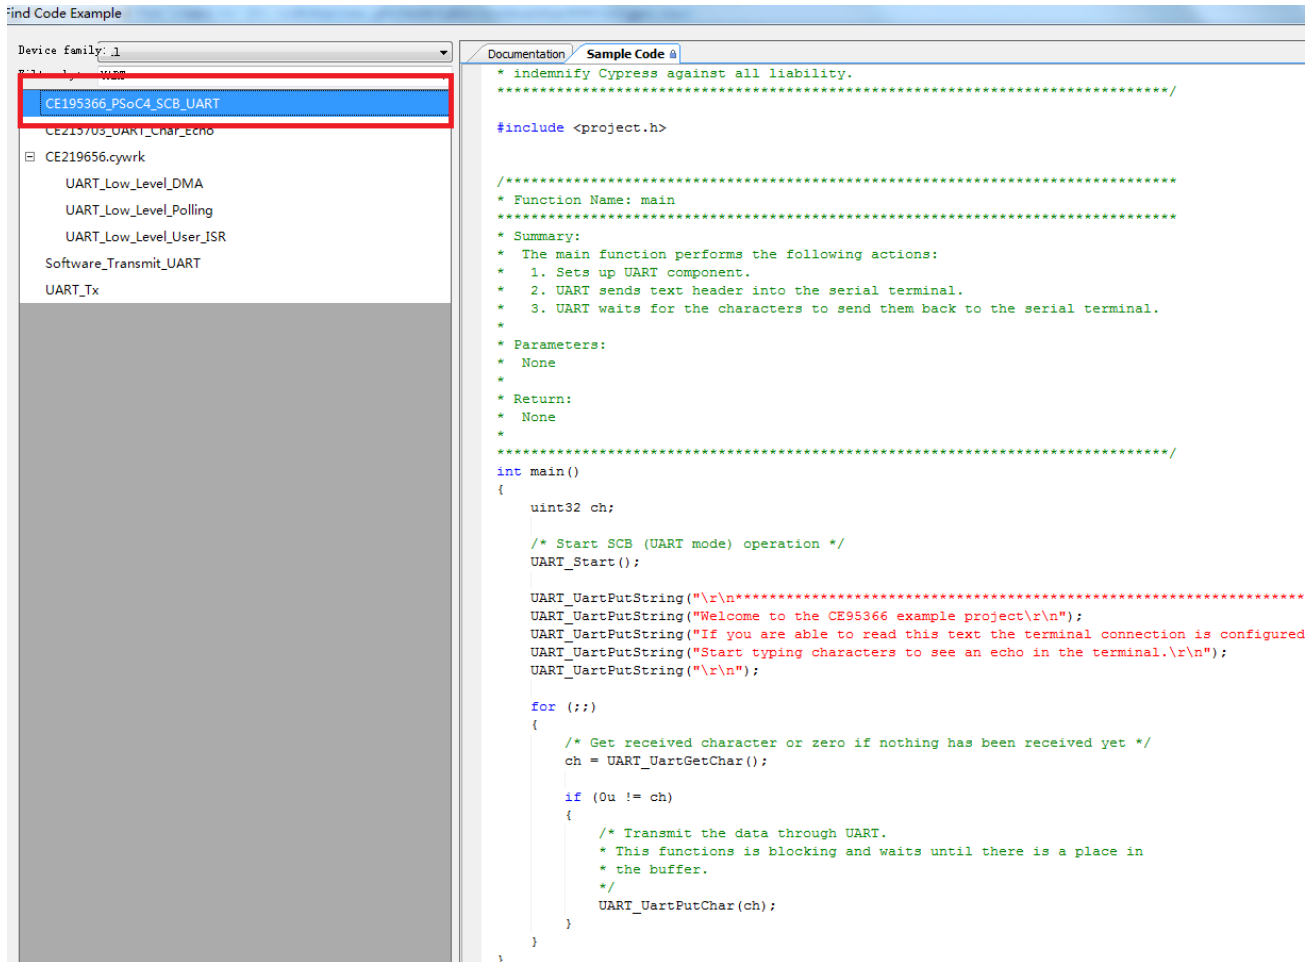 Find Code Example
Device family: .1
UART
CE195366_PSoC4_SCB_UART
CE215703_UART_Char_Echo
CE219656.cywrk
UART_Low_Level_DMA
UART_Low_Level_Polling
UART_Low_Level_User_ISR
Software_Transmit_UART
UART_Tx
Documentation Sample Code
* indemnify Cypress against all liability.
*******************************************************************************/
#include <project.h>
/*******************************************************************************
* Function Name: main
********************************************************************************
* Summary:
*  The main function performs the following actions:
*   1. Sets up UART component.
*   2. UART sends text header into the serial terminal.
*   3. UART waits for the characters to send them back to the serial terminal.
*
* Parameters:
*  None
*
* Return:
*  None
*
*******************************************************************************/
int main()
{
    uint32 ch;
    /* Start SCB (UART mode) operation */
    UART_Start();
    UART_UartPutString("\r\n********************************************************************
    UART_UartPutString("Welcome to the CE95366 example project\r\n");
    UART_UartPutString("If you are able to read this text the terminal connection is configured
    UART_UartPutString("Start typing characters to see an echo in the terminal.\r\n");
    UART_UartPutString("\r\n");
    for (;;)
    {
        /* Get received character or zero if nothing has been received yet */
        ch = UART_UartGetChar();
        if (0u != ch)
        {
            /* Transmit the data through UART.
            * This functions is blocking and waits until there is a place in
            * the buffer.
            */
            UART_UartPutChar(ch);
        }
    }
}